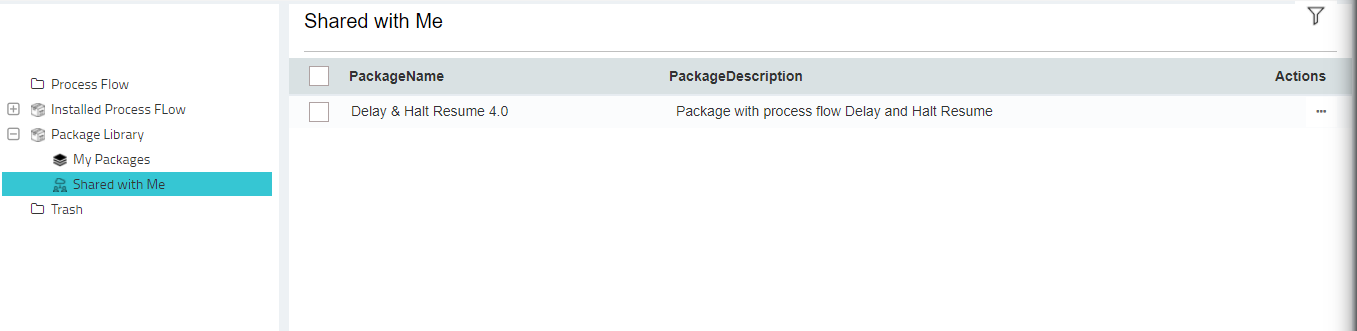 Process Flow
Installed Process FLow
Package Library
My Packages
Shared with Me
Trash
Shared with Me
PackageName PackageDescription Actions
Delay & Halt Resume 4.0 Package with process flow Delay and Halt Resume ...